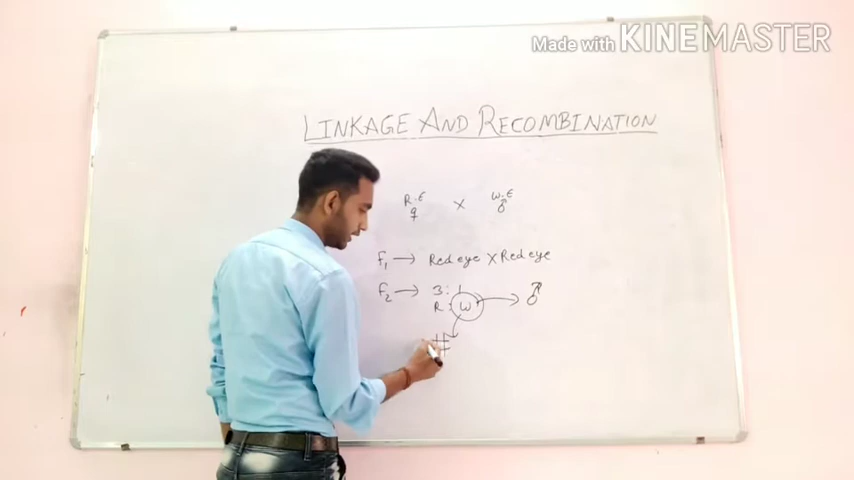 Made with KINEMASTER
LINKAGE AND RECOMBINATION
R.E × W.E
♀ ♂
F₁ → Red eye × Red eye
F₂ → 3 : 1
R : W → ♂